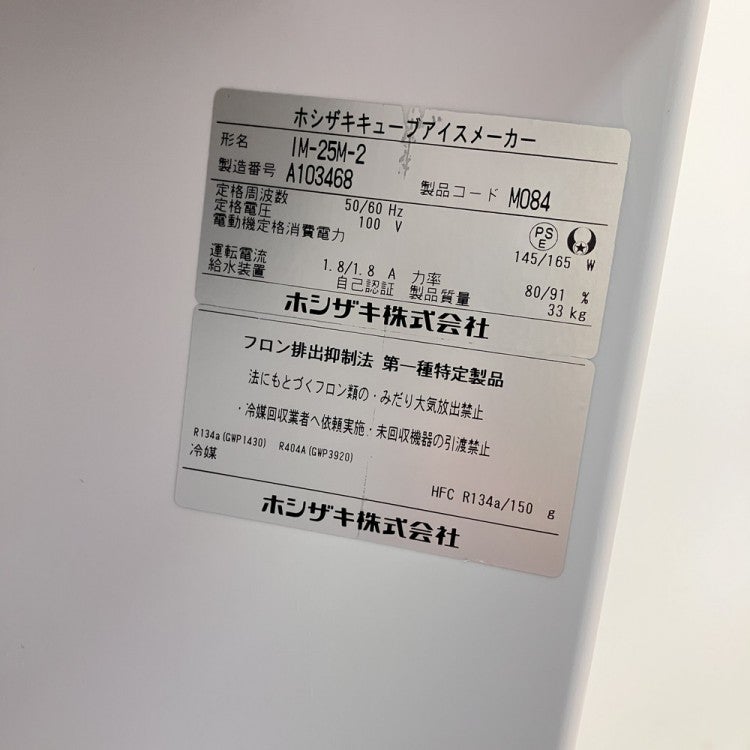 ホシザキキューブアイスメーカー
形名 IM-25M-2
製造番号 A103468 製品コード M084
定格周波数 50/60 Hz
定格電圧 100 V
電動機定格消費電力 145/165 W
PS
E
運転電流 1.8/1.8 A 力率 80/91 %
給水装置 自己認証 製品質量 33 kg
ホシザキ株式会社
フロン排出抑制法 第一種特定製品
法にもとづくフロン類の・みだり大気放出禁止
・冷媒回収業者へ依頼実施・未回収機器の引渡禁止
R134a(GWP1430) R404A(GWP3920)
冷媒 HFC R134a/150 g
ホシザキ株式会社